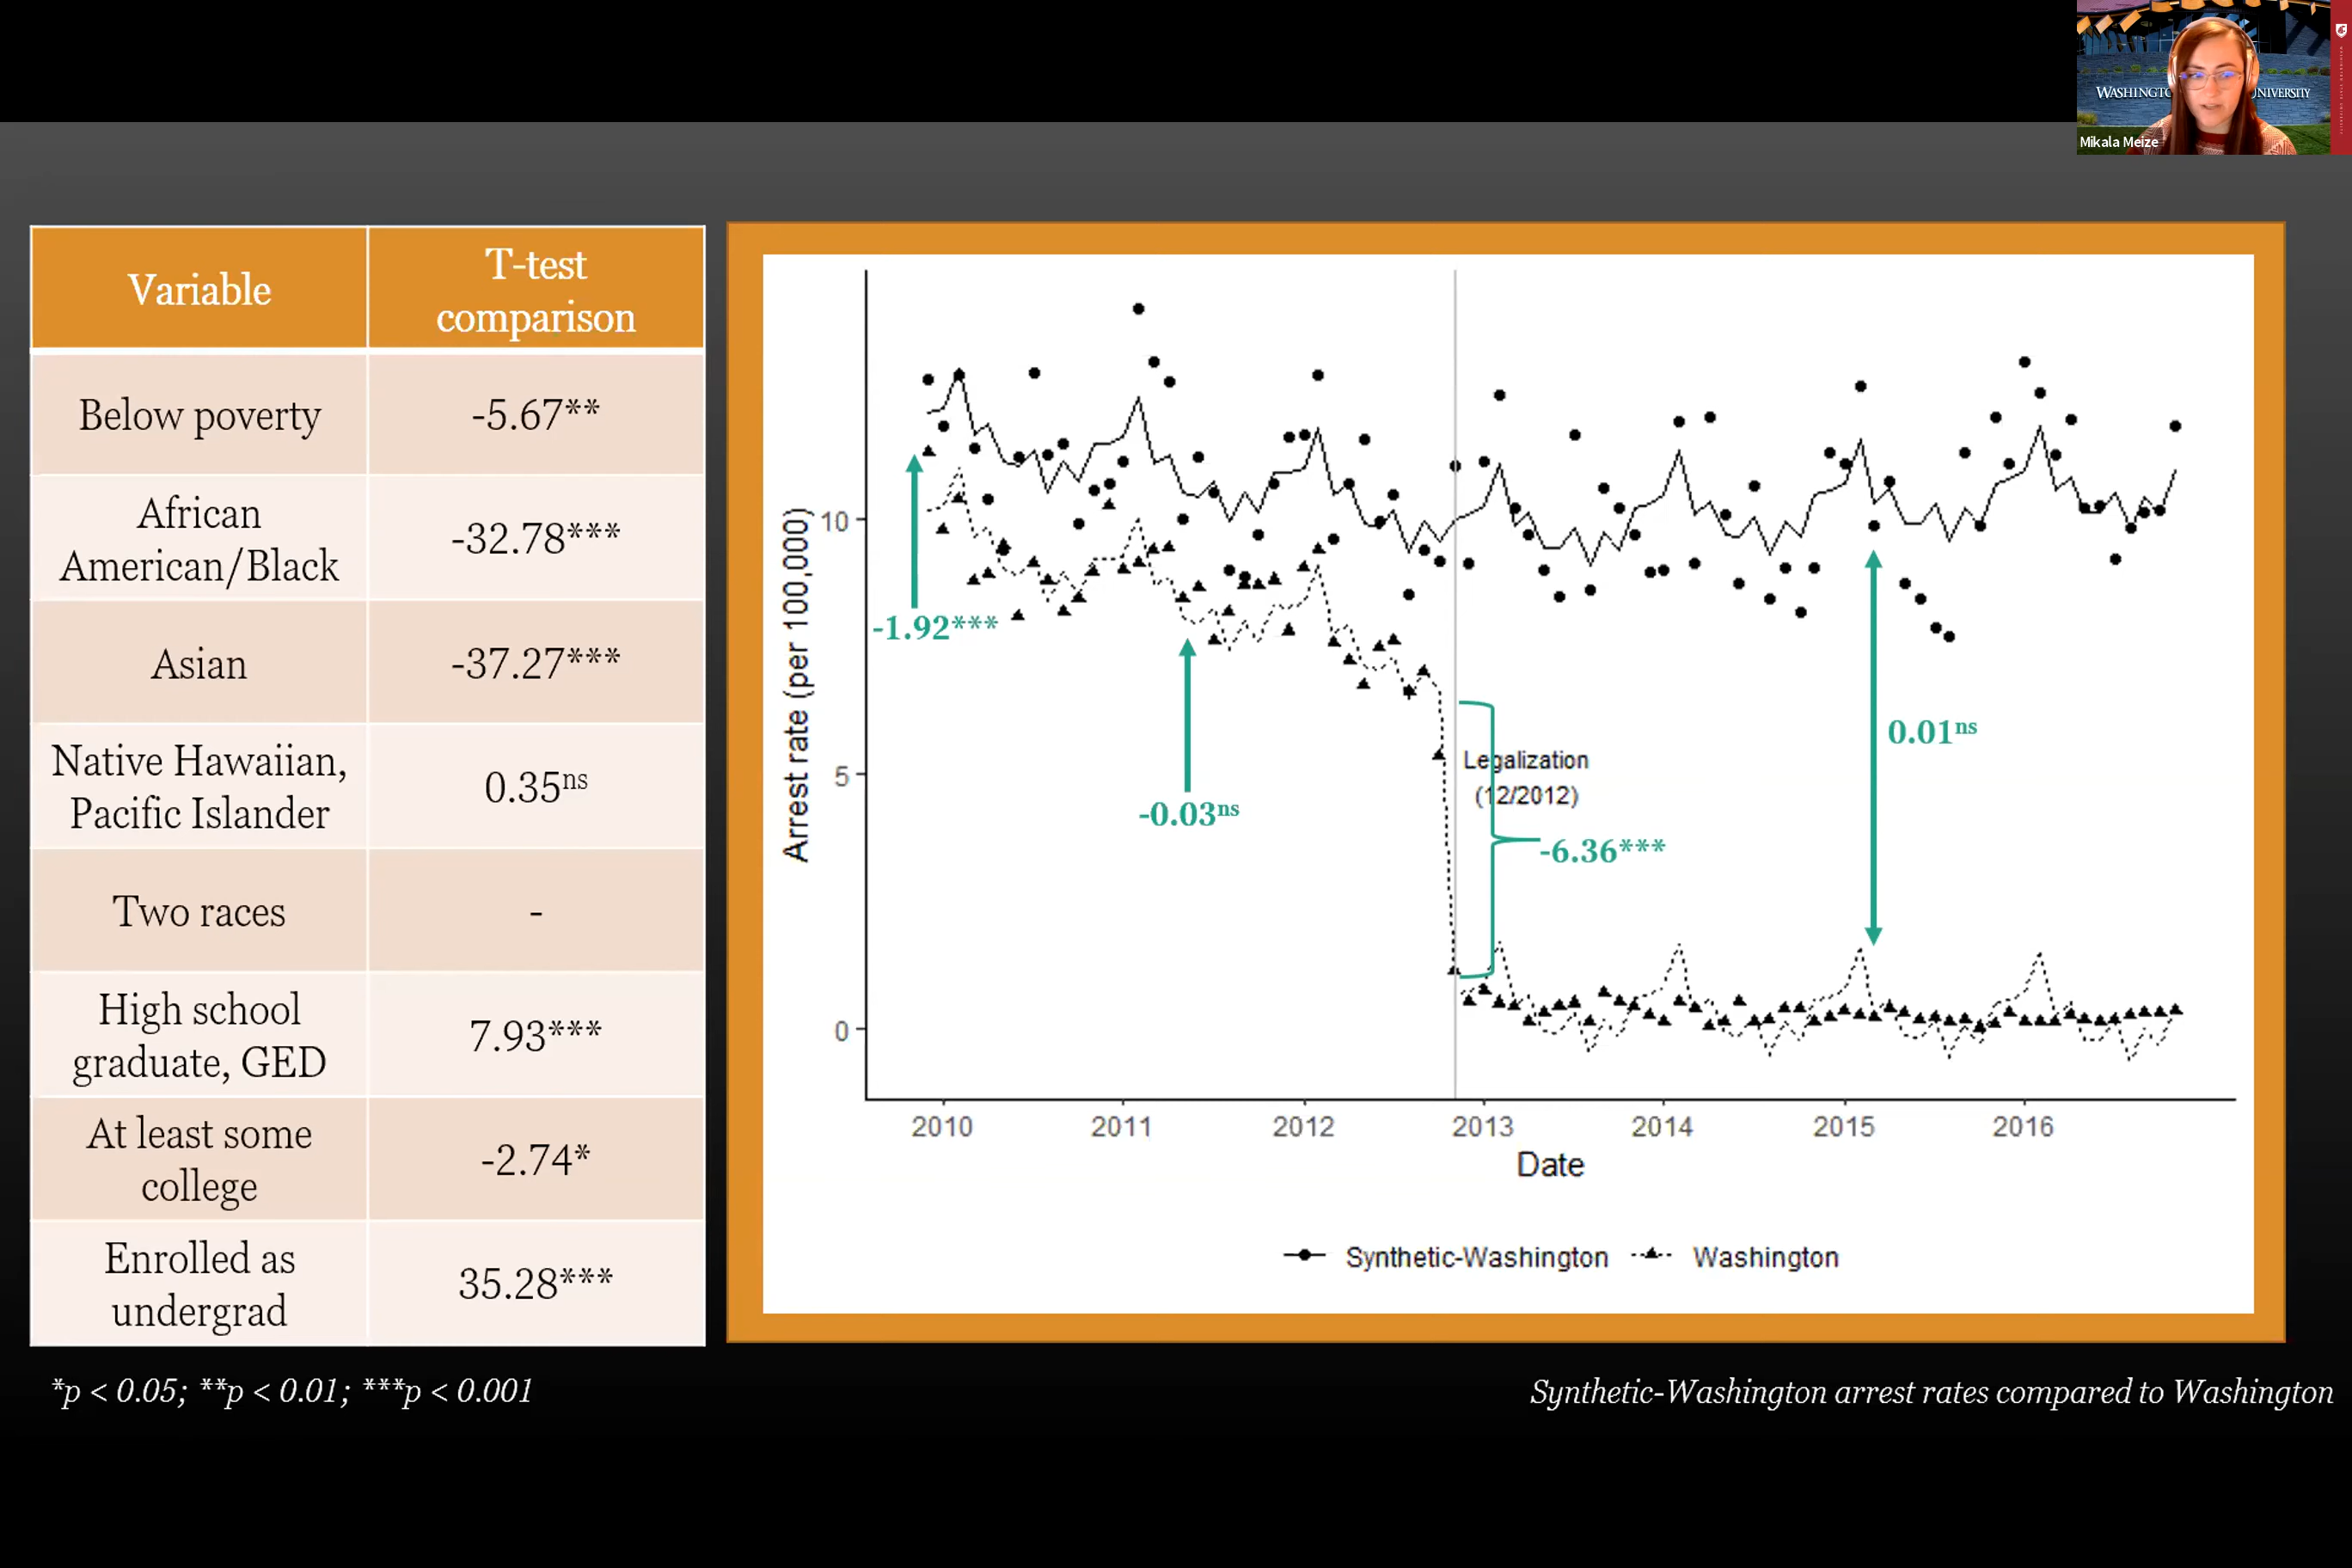 WASHINGTO
UNIVERSITY
Mikala Meize
Variable
T-test
comparison
Below poverty
-5.67**
African
American/Black
-32.78***
Asian
-37.27***
Native Hawaiian,
Pacific Islander
0.35ns
Two races
-
High school
graduate, GED
7.93***
At least some
college
-2.74*
Enrolled as
undergrad
35.28***
*p < 0.05; **p < 0.01; ***p < 0.001
Arrest rate (per 100,000)
10
5
0
-1.92***
-0.03ns
Legalization
(12/2012)
-6.36***
0.01ns
2010
2011
2012
2013
2014
2015
2016
Date
Synthetic-Washington
Washington
Synthetic-Washington arrest rates compared to Washington